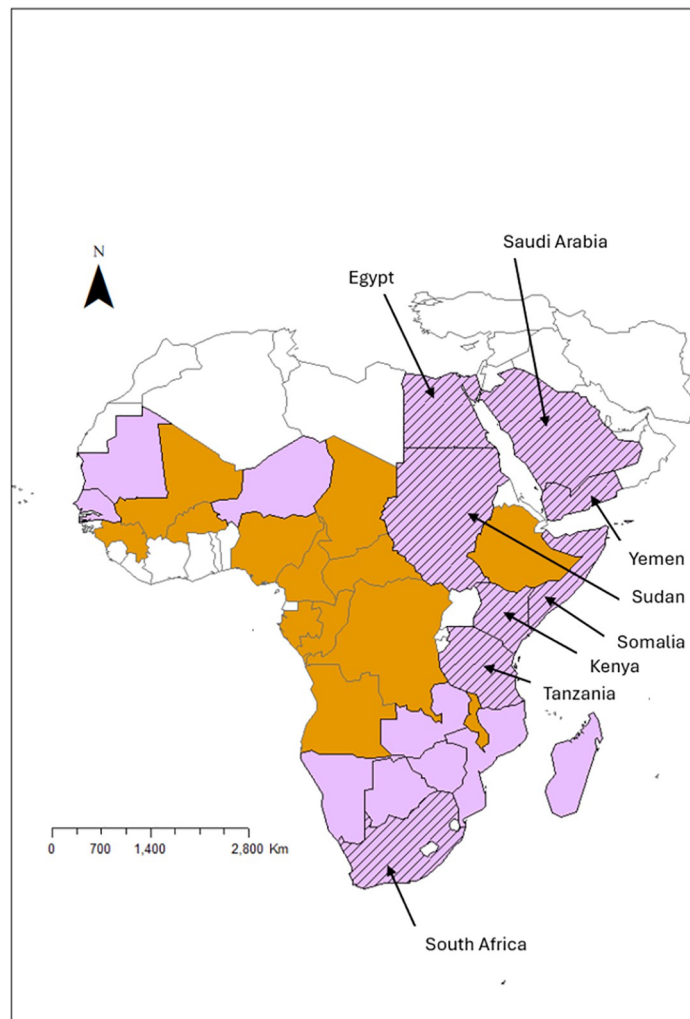 Saudi Arabia
N
Egypt
Yemen
Sudan
Somalia
Kenya
Tanzania
0 700 1,400 2,800 Km
South Africa